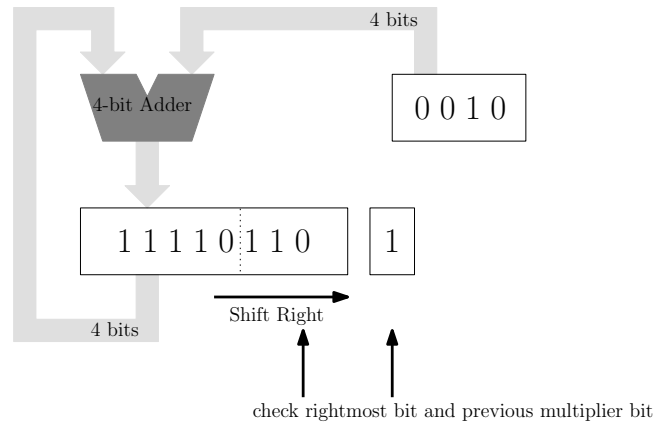 4 bits
4-bit Adder
0 0 1 0
1 1 1 1 0 1 1 0
1
Shift Right
4 bits
check rightmost bit and previous multiplier bit